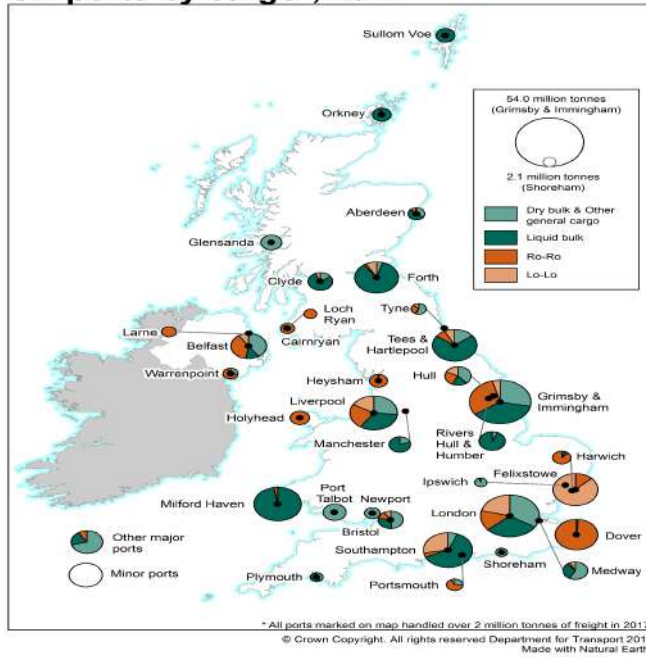 Sullom Voe
54.0 million tonnes
(Grimsby & Immingham)
Orkney
2.1 million tonnes
(Shoreham)
Aberdeen
Dry bulk & Other
general cargo
Glensanda
Liquid bulk
Ro-Ro
Clyde
Forth
Lo-Lo
Loch
Ryan
Tyne
Larne
Cairnryan
Tees &
Hartlepool
Belfast
Warrenpoint
Heysham
Hull
Liverpool
Grimsby &
Immingham
Holyhead
Manchester
Rivers
Hull &
Humber
Harwich
Ipswich
Felixstowe
Port
Talbot
Newport
Milford Haven
London
Bristol
Dover
Other major
ports
Southampton
Minor ports
Shoreham
Medway
Plymouth
Portsmouth
* All ports marked on map handled over 2 million tonnes of freight in 2017
© Crown Copyright. All rights reserved Department for Transport 201
Made with Natural Earth